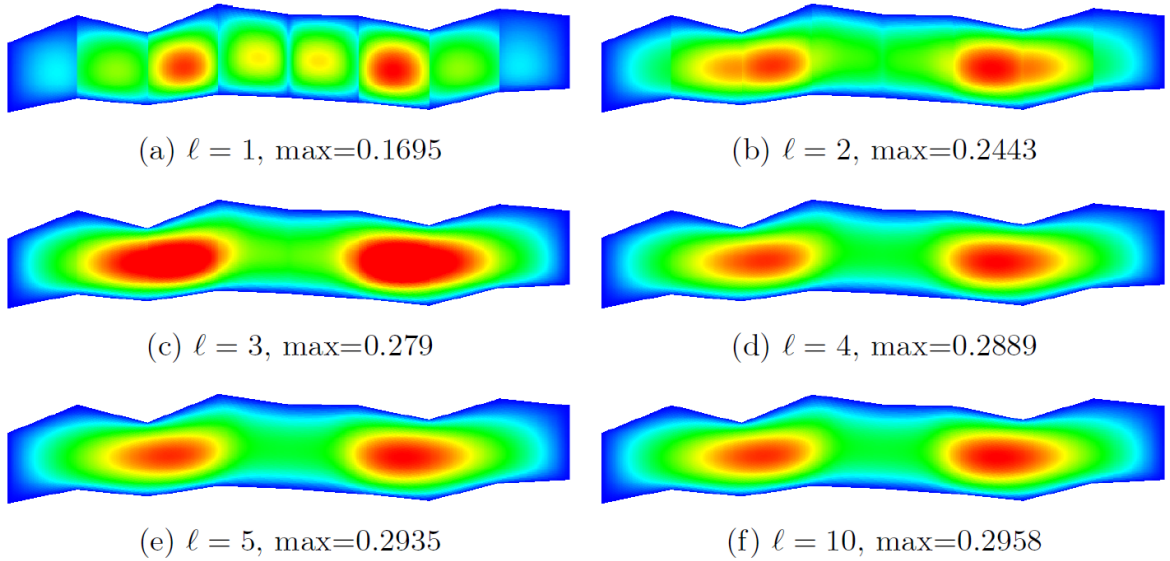 (a) ℓ = 1, max=0.1695
(b) ℓ = 2, max=0.2443
(c) ℓ = 3, max=0.279
(d) ℓ = 4, max=0.2889
(e) ℓ = 5, max=0.2935
(f) ℓ = 10, max=0.2958